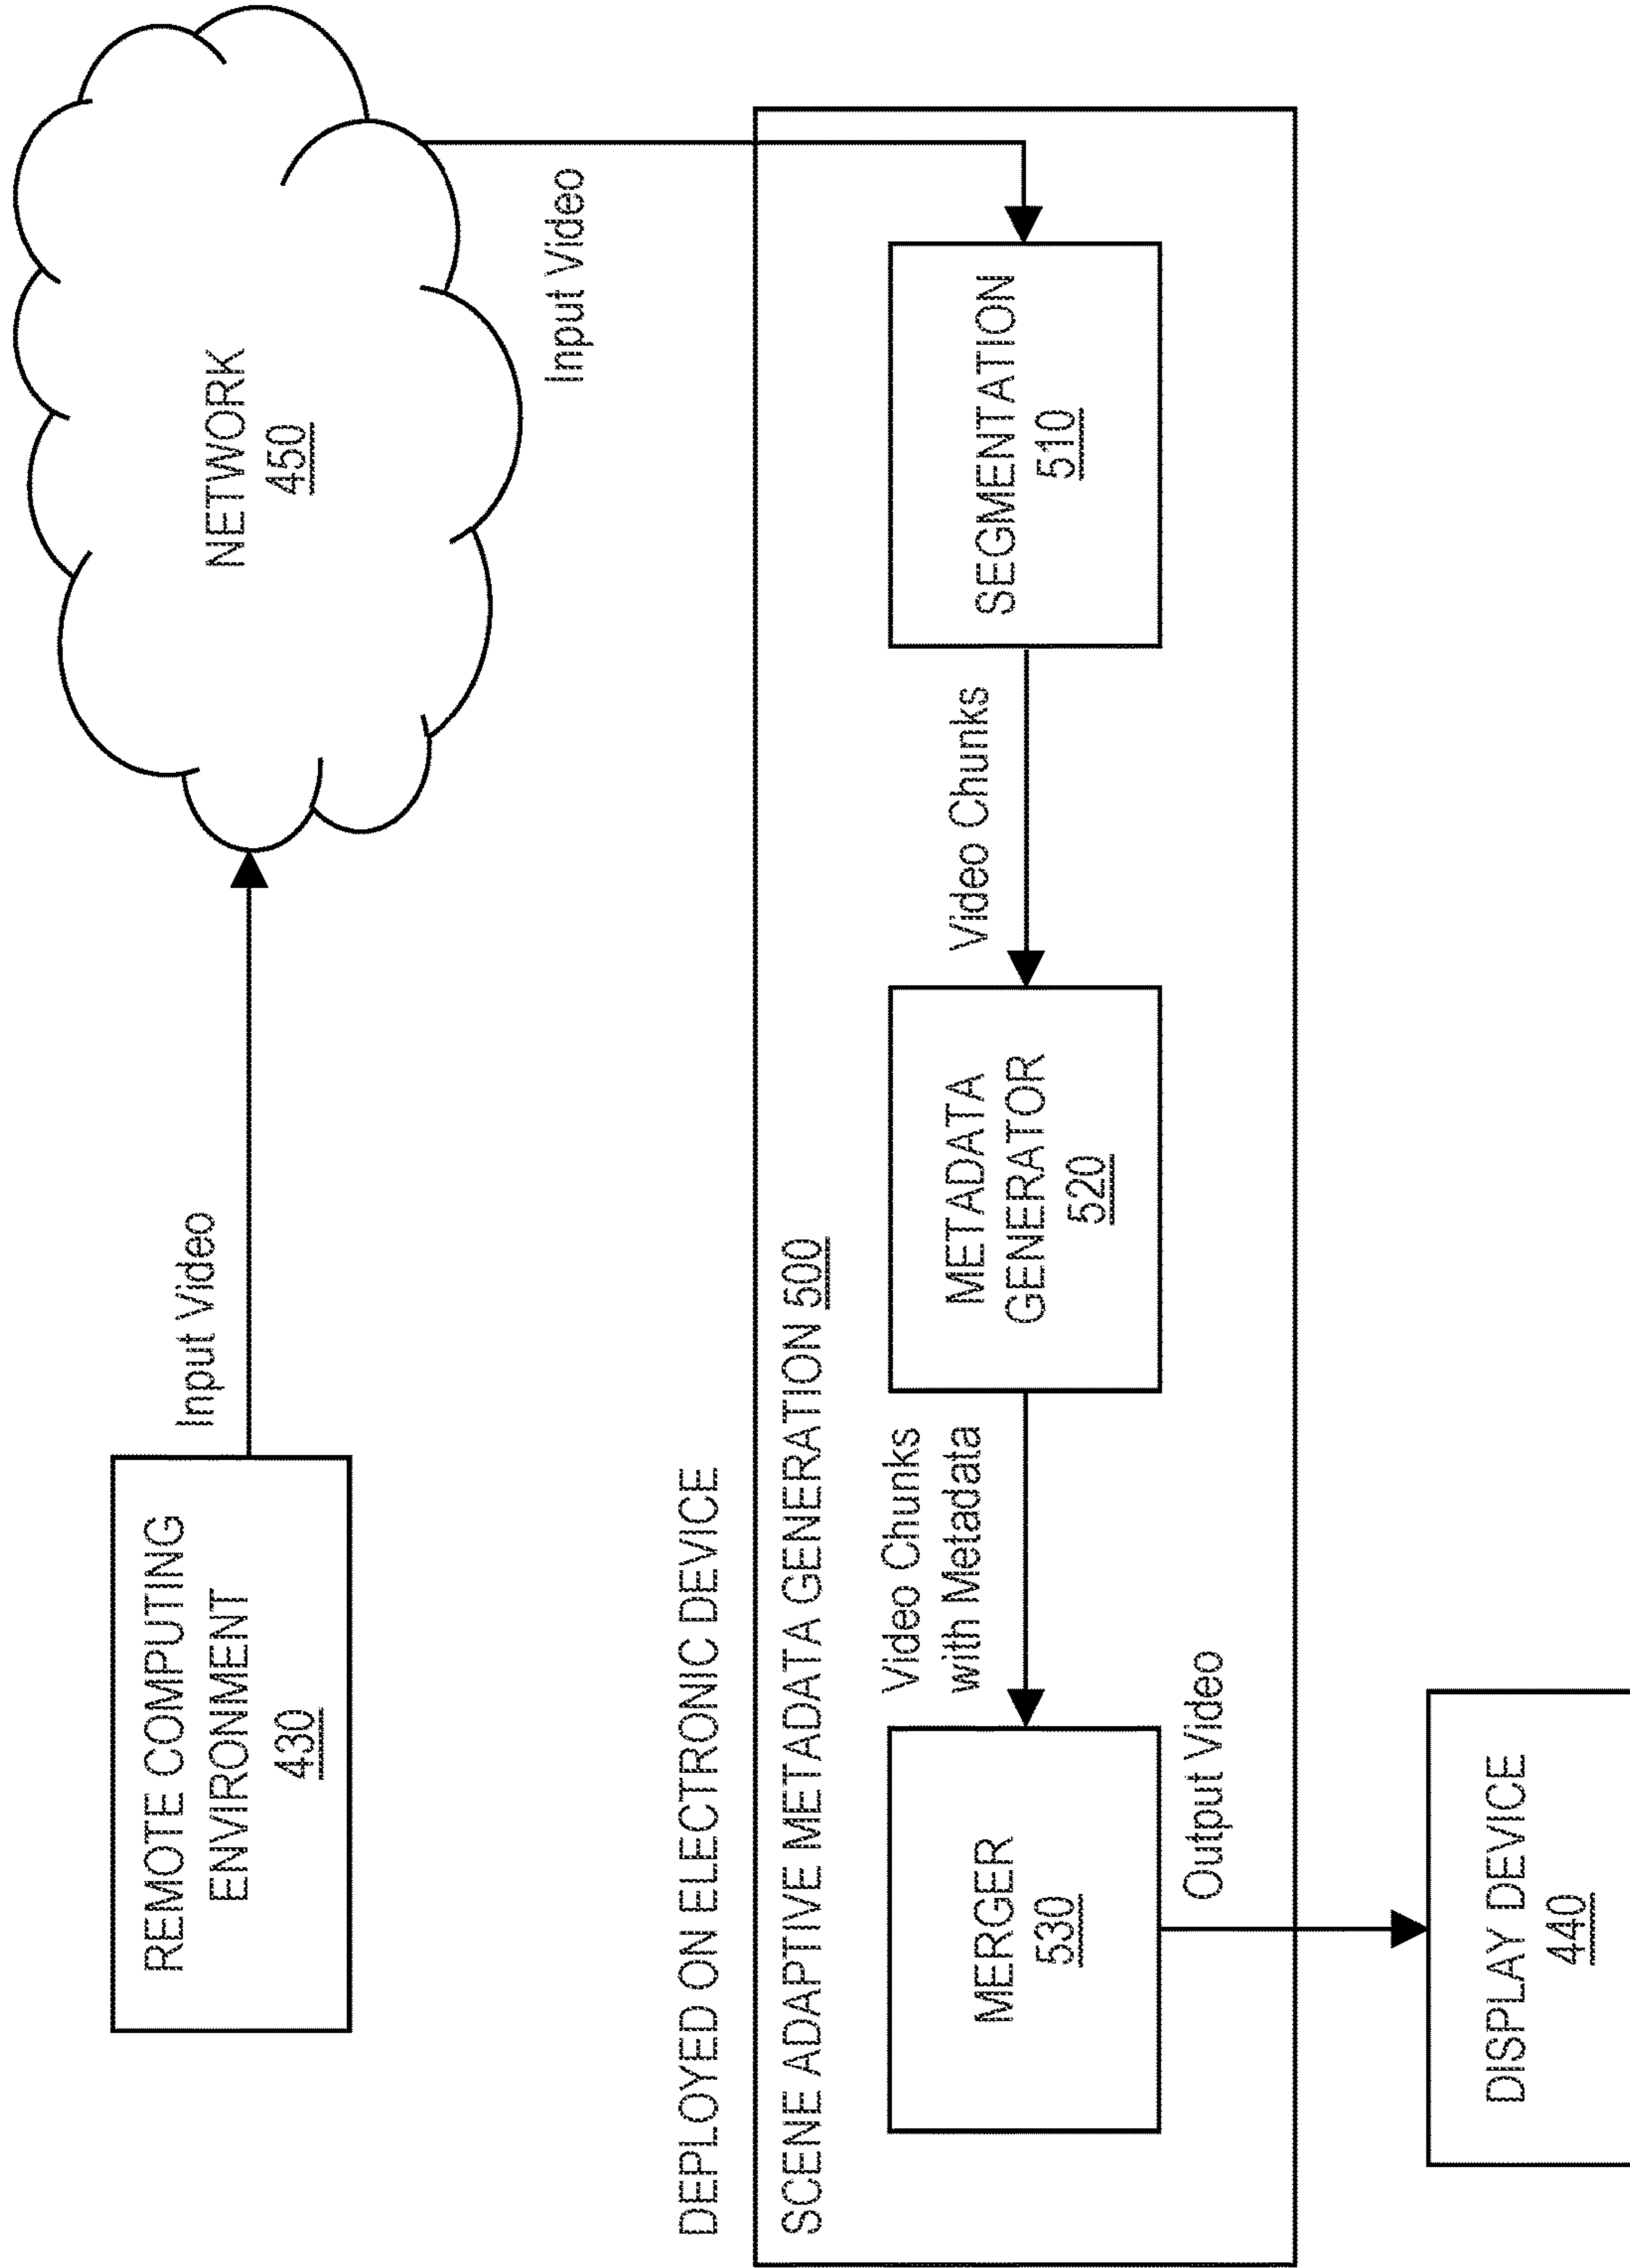 REMOTE COMPUTING
ENVIRONMENT
430
Input Video
NETWORK
450
Input Video
DEPLOYED ON ELECTRONIC DEVICE
SCENE ADAPTIVE METADATA GENERATION 500
MERGER
530
Video Chunks
with Metadata
METADATA
GENERATOR
520
Video Chunks
SEGMENTATION
510
Output Video
DISPLAY DEVICE
440